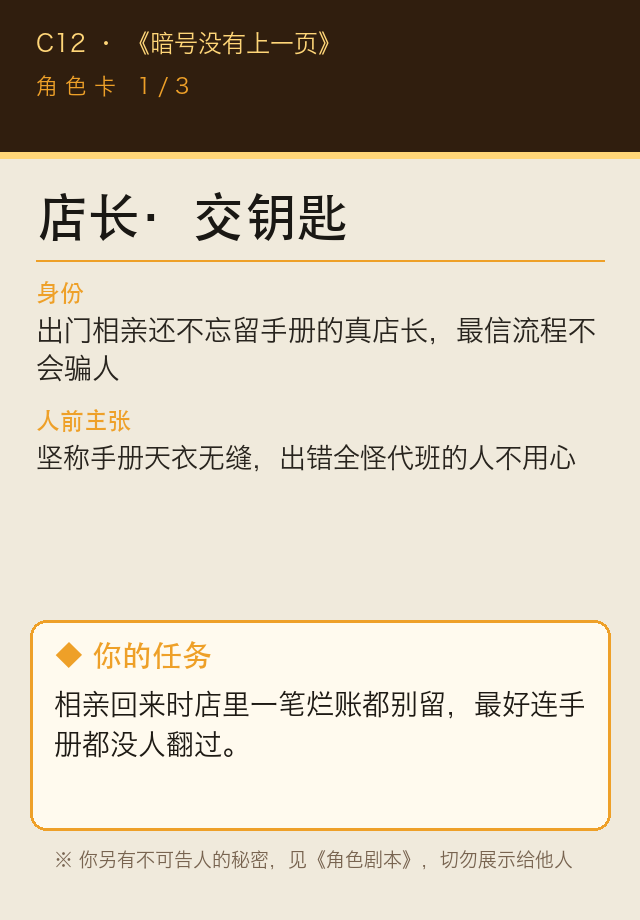 C12 · 《暗号没有上一页》
角色卡 1/3
店长· 交钥匙
身份
出门相亲还不忘留手册的真店长，最信流程不
会骗人
人前主张
坚称手册天衣无缝，出错全怪代班的人不用心
◆ 你的任务
相亲回来时店里一笔烂账都别留，最好连手
册都没人翻过。
※ 你另有不可告人的秘密，见《角色剧本》，切勿展示给他人